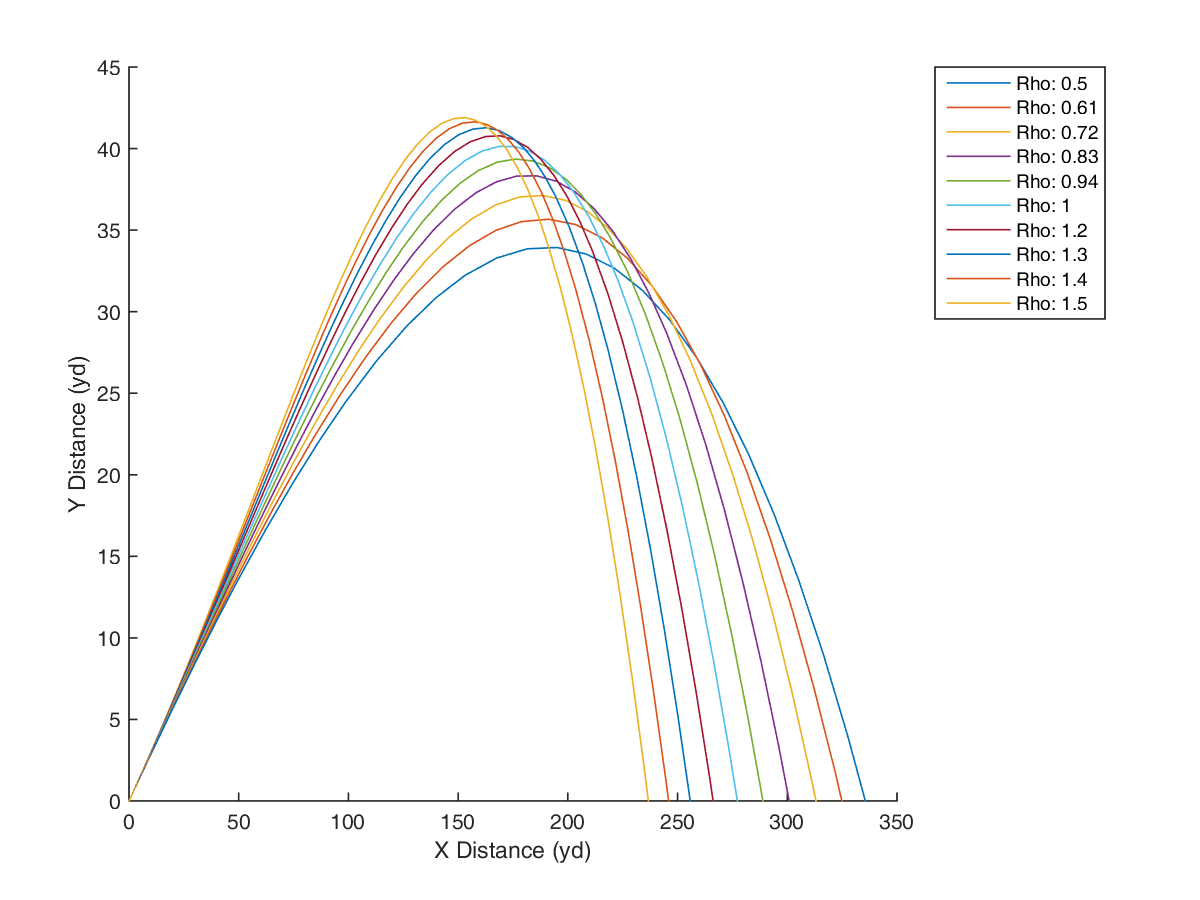 45
40
35
30
25
20
15
10
5
0
Y Distance (yd)
0 50 100 150 200 250 300 350
X Distance (yd)
Rho: 0.5
Rho: 0.61
Rho: 0.72
Rho: 0.83
Rho: 0.94
Rho: 1
Rho: 1.2
Rho: 1.3
Rho: 1.4
Rho: 1.5